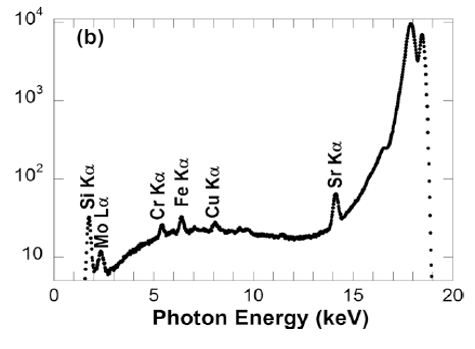 10⁴
(b)
10³
10²
10
Si Kα
Mo Lα
Cr Kα
Fe Kα
Cu Kα
Sr Kα
0 5 10 15 20
Photon Energy (keV)